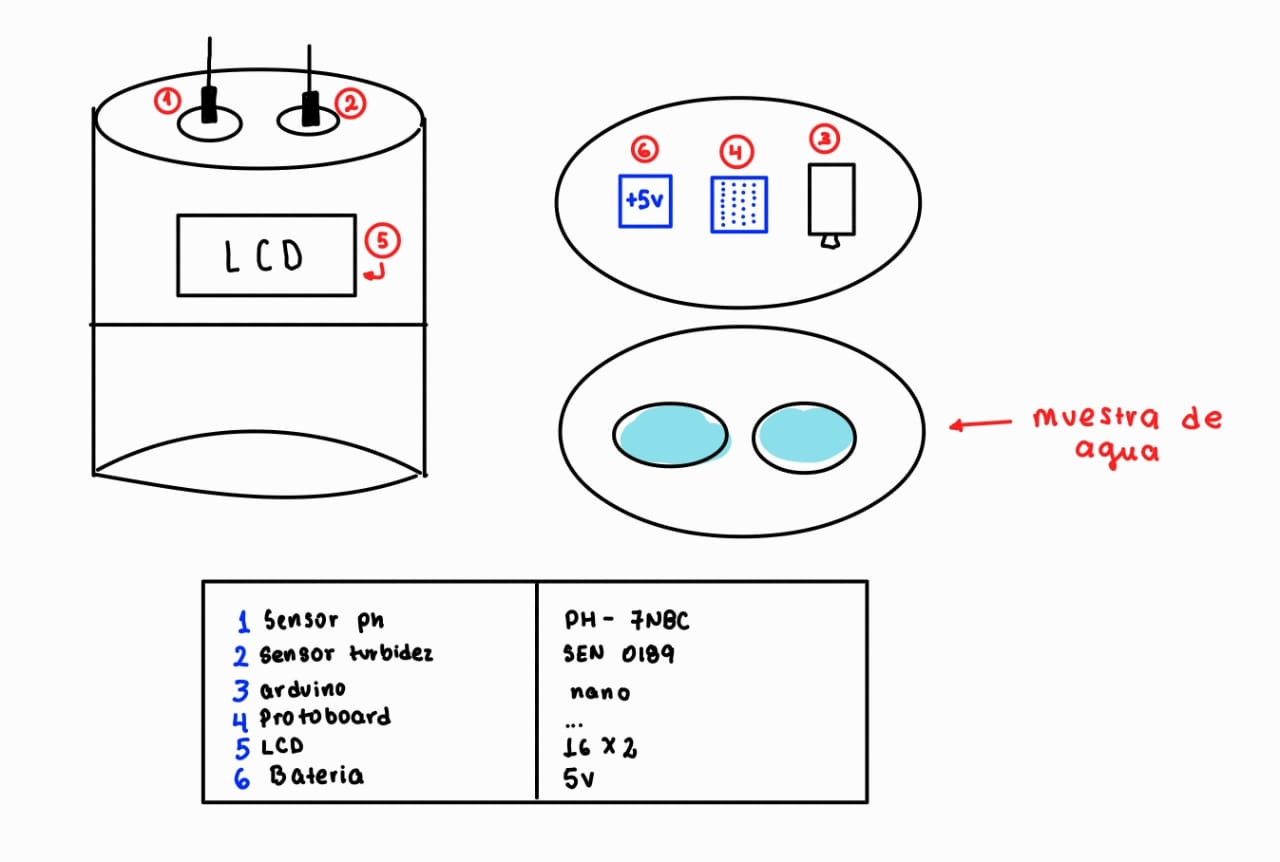 1
2
LCD
5
6
4
3
+5v
muestra de
agua
1 Sensor ph PH- 7NBC
2 Sensor turbidez SEN 0189
3 arduino nano
4 Protoboard ...
5 LCD 16 x 2
6 Bateria 5v